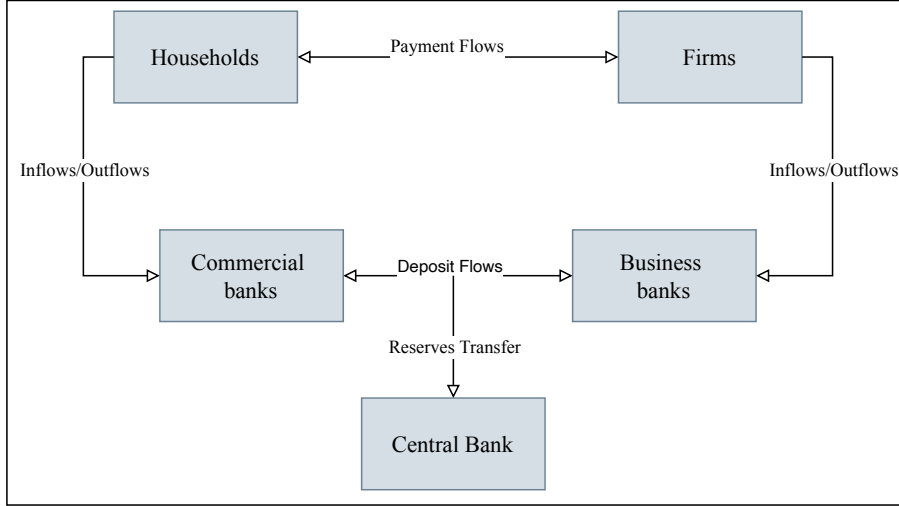 Households
Payment Flows
Firms
Inflows/Outflows
Inflows/Outflows
Commercial
banks
Deposit Flows
Business
banks
Reserves Transfer
Central Bank